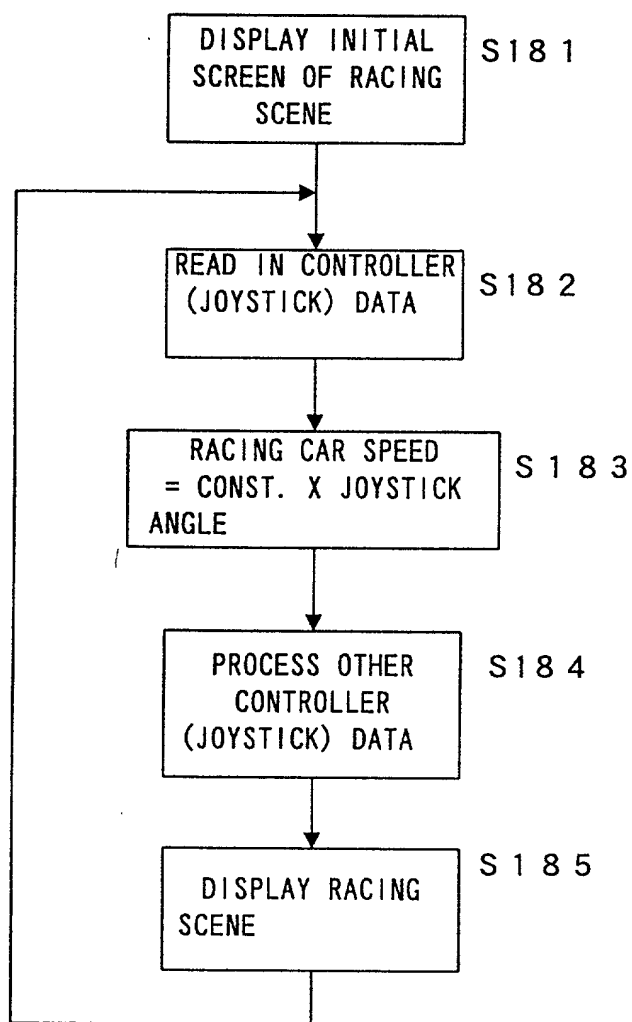 DISPLAY INITIAL
SCREEN OF RACING
SCENE
S181
READ IN CONTROLLER
(JOYSTICK) DATA
S182
RACING CAR SPEED
= CONST. X JOYSTICK
ANGLE
S183
PROCESS OTHER
CONTROLLER
(JOYSTICK) DATA
S184
DISPLAY RACING
SCENE
S185